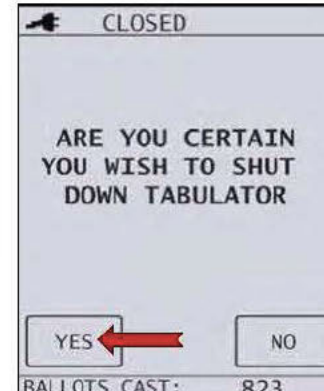 CLOSED
ARE YOU CERTAIN
YOU WISH TO SHUT
DOWN TABULATOR
YES NO
BALLOTS CAST: 823